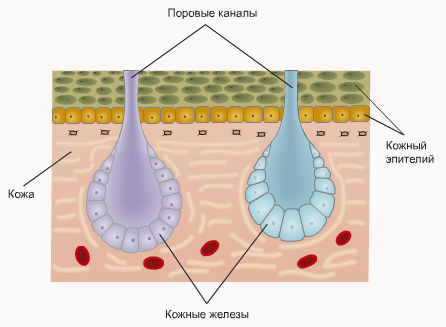 Поровые каналы
Кожный
эпителий
Кожа
Кожные железы